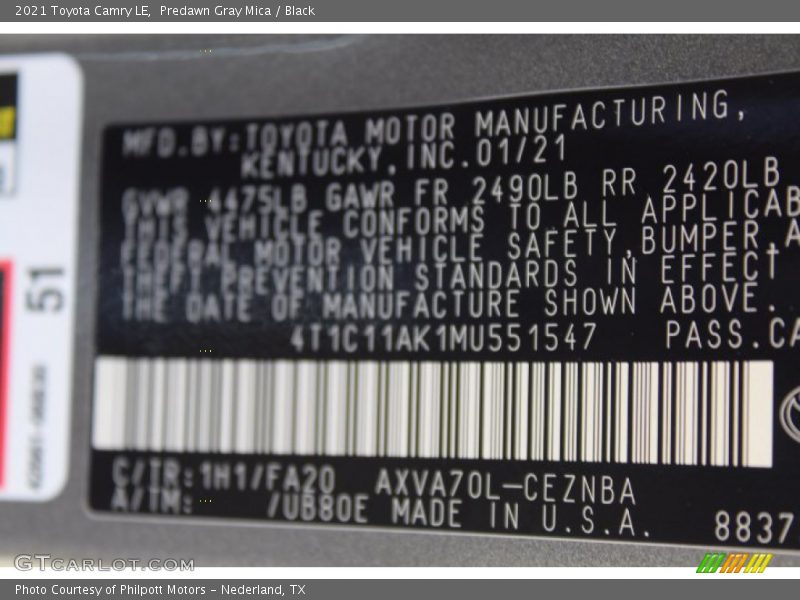 2021 Toyota Camry LE, Predawn Gray Mica / Black
MFD.BY:TOYOTA MOTOR MANUFACTURING,
KENTUCKY,INC.01/21
GVWR 4475LB GAWR FR 2490LB RR 2420LB
THIS VEHICLE CONFORMS TO ALL APPLICAB
FEDERAL MOTOR VEHICLE SAFETY,BUMPER,A
THEFT PREVENTION STANDARDS IN EFFECT
THE DATE OF MANUFACTURE SHOWN ABOVE.
4T1C11AK1MU551547 PASS.CA
51
C/TR:1H1/FA20 AXVA70L-CEZNBA
A/TM: /UB80E MADE IN U.S.A.
8837
GTCARLOT.COM
Photo Courtesy of Philpott Motors - Nederland, TX